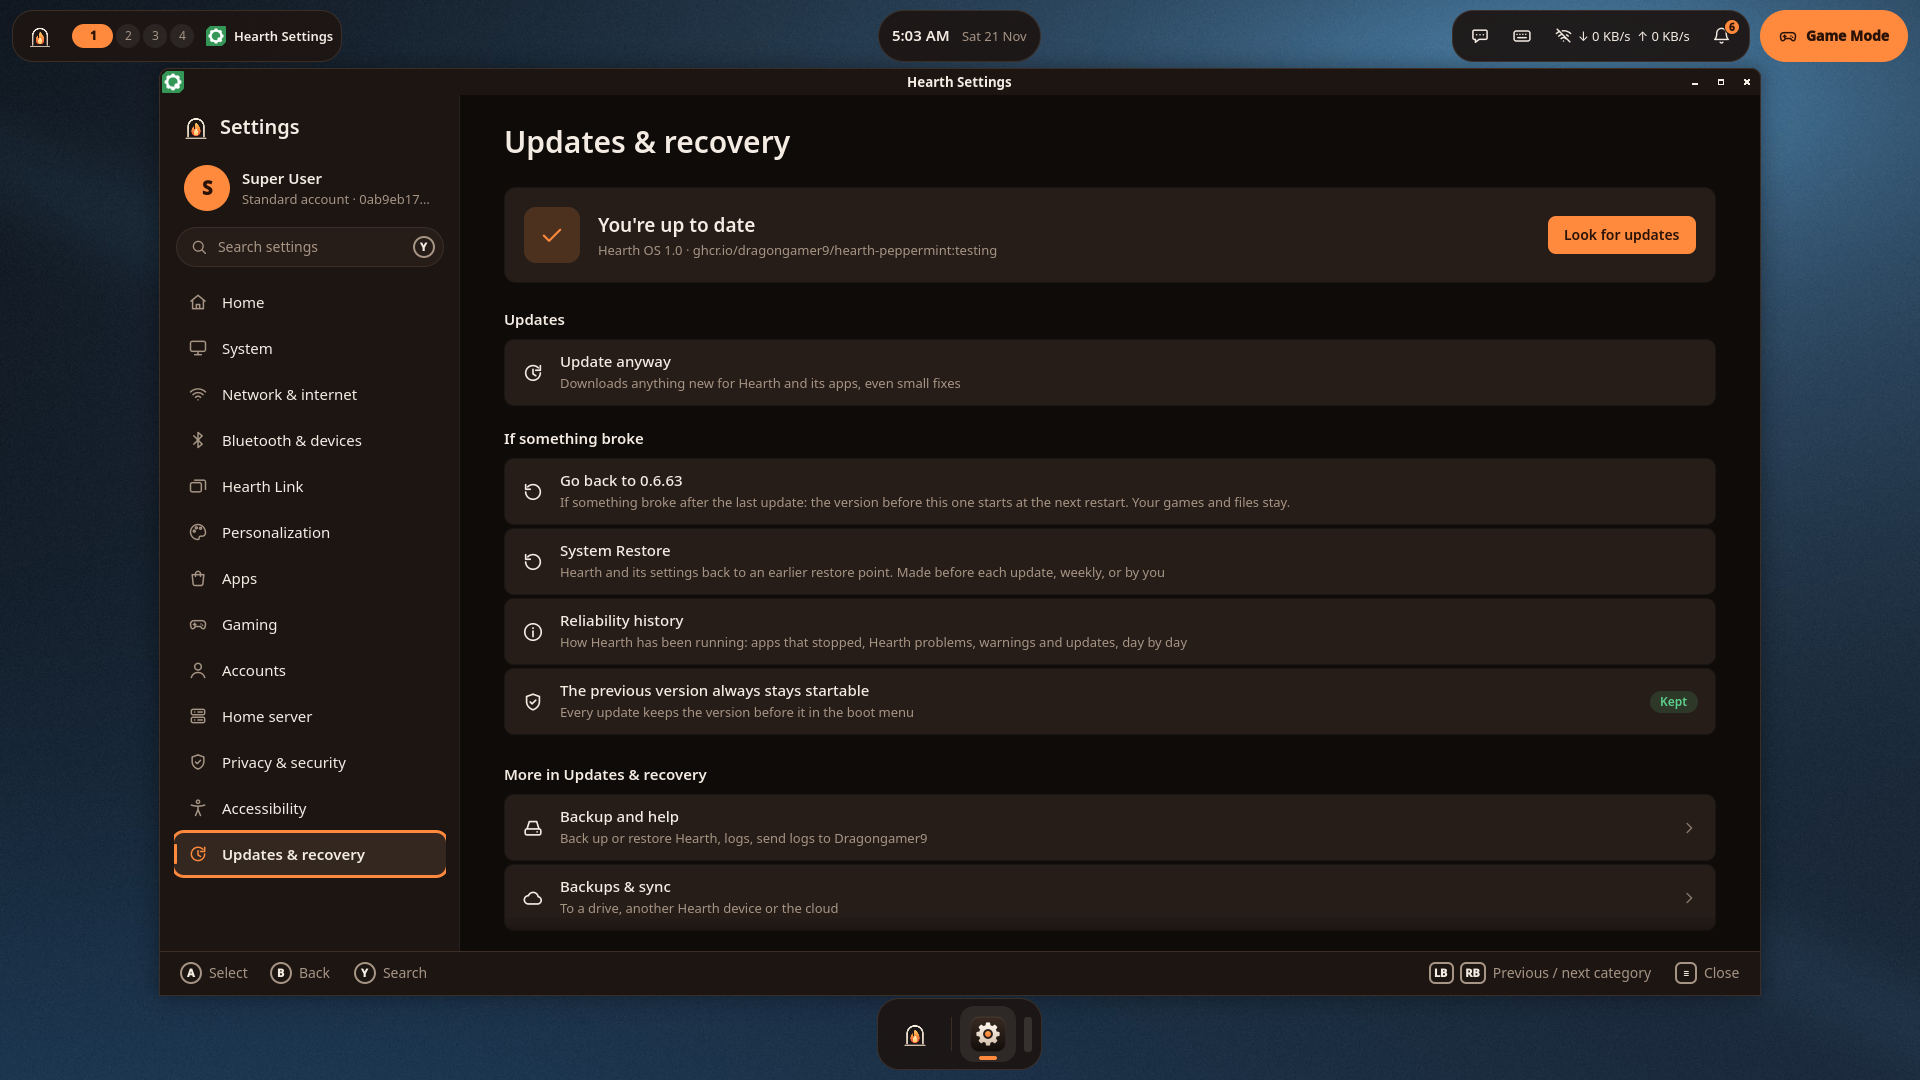 1 2 3 4 Hearth Settings
5:03 AM Sat 21 Nov
↓ 0 KB/s ↑ 0 KB/s
6
Game Mode
Hearth Settings
Settings
S
Super User
Standard account · 0ab9eb17...
Search settings Y
Home
System
Network & internet
Bluetooth & devices
Hearth Link
Personalization
Apps
Gaming
Accounts
Home server
Privacy & security
Accessibility
Updates & recovery
Updates & recovery
You're up to date
Hearth OS 1.0 · ghcr.io/dragongamer9/hearth-peppermint:testing
Look for updates
Updates
Update anyway
Downloads anything new for Hearth and its apps, even small fixes
If something broke
Go back to 0.6.63
If something broke after the last update: the version before this one starts at the next restart. Your games and files stay.
System Restore
Hearth and its settings back to an earlier restore point. Made before each update, weekly, or by you
Reliability history
How Hearth has been running: apps that stopped, Hearth problems, warnings and updates, day by day
The previous version always stays startable
Every update keeps the version before it in the boot menu
Kept
More in Updates & recovery
Backup and help
Back up or restore Hearth, logs, send logs to Dragongamer9
Backups & sync
To a drive, another Hearth device or the cloud
A Select B Back Y Search
LB RB Previous / next category ≡ Close